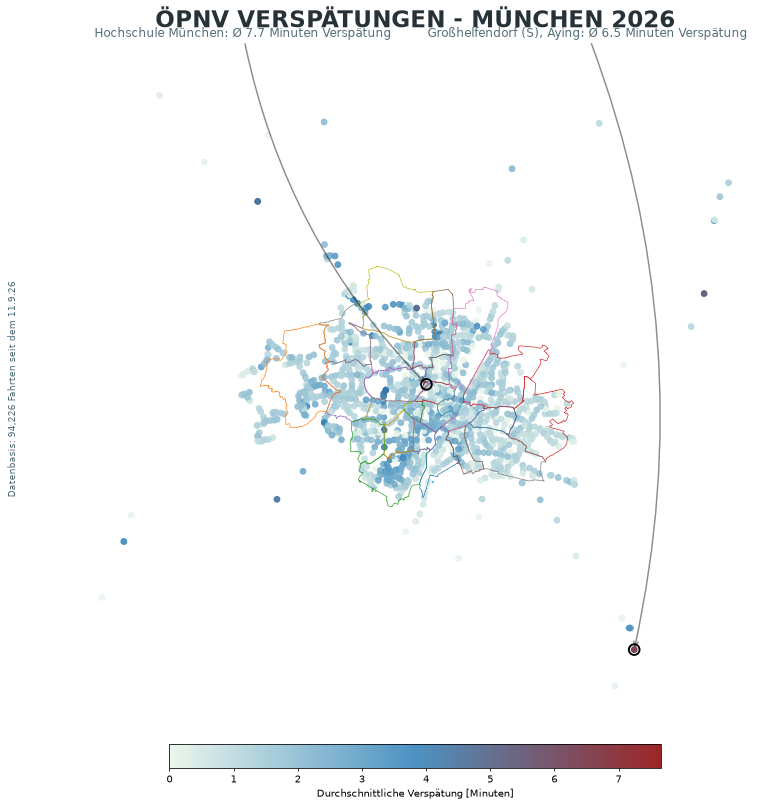 ÖPNV VERSPÄTUNGEN - MÜNCHEN 2026
Hochschule München: Ø 7.7 Minuten Verspätung
Großhelfendorf (S), Aying: Ø 6.5 Minuten Verspätung
Datenbasis: 94,226 Fahrten seit dem 11.9.26
0 1 2 3 4 5 6 7
Durchschnittliche Verspätung [Minuten]